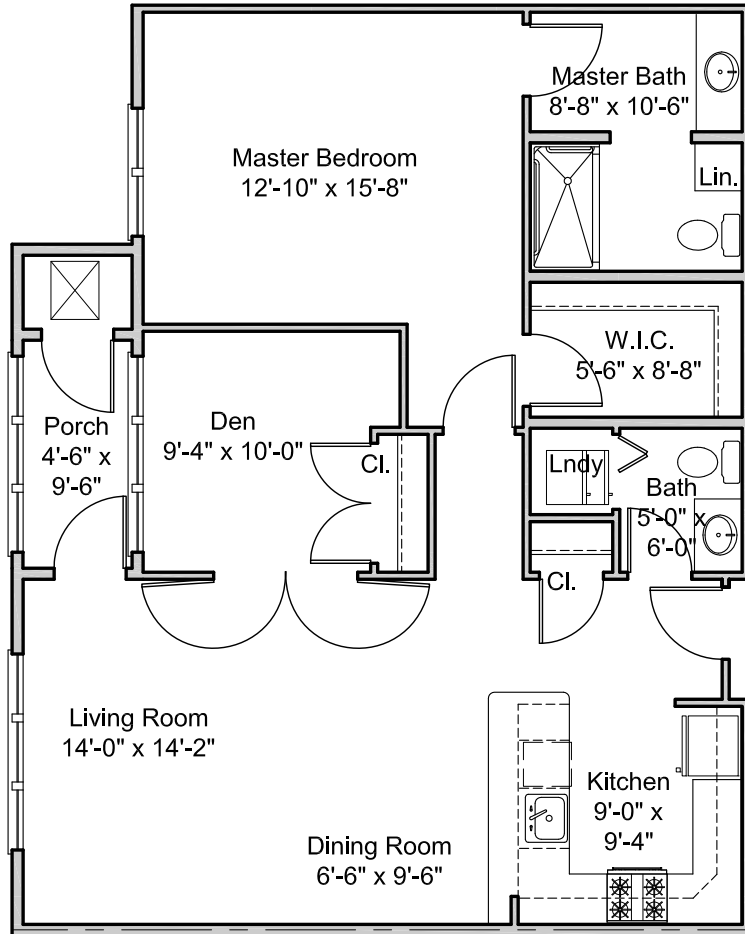 Master Bath
8'-8" x 10'-6"
Master Bedroom
12'-10" x 15'-8"
Lin.
W.I.C.
5'-6" x 8'-8"
Den
9'-4" x 10'-0"
Porch
4'-6" x
9'-6"
Cl.
Lndy
Bath
5'-0" x
6'-0"
Cl.
Living Room
14'-0" x 14'-2"
Kitchen
9'-0" x
9'-4"
Dining Room
6'-6" x 9'-6"